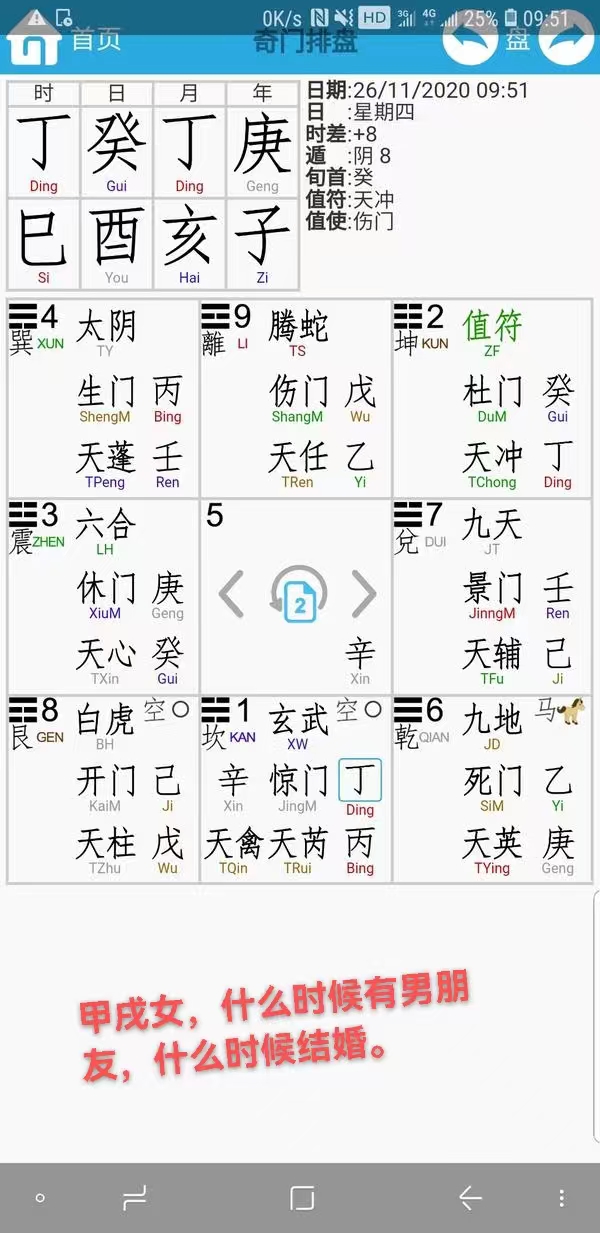 0K/s HD 3G 4G 25% 09:51
首页 奇门排盘 盘
时 日 月 年
丁 癸 丁 庚
Ding Gui Ding Geng
巳 酉 亥 子
Si You Hai Zi
日期:26/11/2020 09:51
日 :星期四
时差:+8
遁 :阴 8
旬首:癸
值符:天冲
值使:伤门
4 太阴
巽 XUN TY
生门 丙
ShengM Bing
天蓬 壬
TPeng Ren
9 腾蛇
離 LI TS
伤门 戊
ShangM Wu
天任 乙
TRen Yi
2 值符
坤 KUN ZF
杜门 癸
DuM Gui
天冲 丁
TChong Ding
3 六合
震 ZHEN LH
休门 庚
XiuM Geng
天心 癸
TXin Gui
5
2
辛
Xin
7 九天
兌 DUI JT
景门 壬
JinngM Ren
天辅 己
TFu Ji
8 白虎 空
艮 GEN BH
开门 己
KaiM Ji
天柱 戊
TZhu Wu
1 玄武 空
坎 KAN XW
辛 惊门 丁
Xin JingM Ding
天禽 天芮 丙
TQin TRui Bing
6 九地 马
乾 QIAN JD
死门 乙
SiM Yi
天英 庚
TYing Geng
甲戌女，什么时候有男朋
友，什么时候结婚。